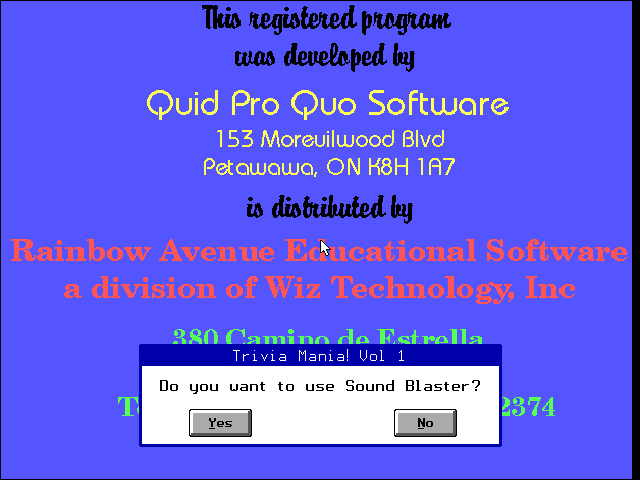 This registered program
was developed by
Quid Pro Quo Software
153 Moreuilwood Blvd
Petawawa, ON K8H 1A7
is distributed by
Rainbow Avenue Educational Software
a division of Wiz Technology, Inc
380 Camino de Estrella
Trivia Mania! Vol 1
Do you want to use Sound Blaster?
2374
Yes No